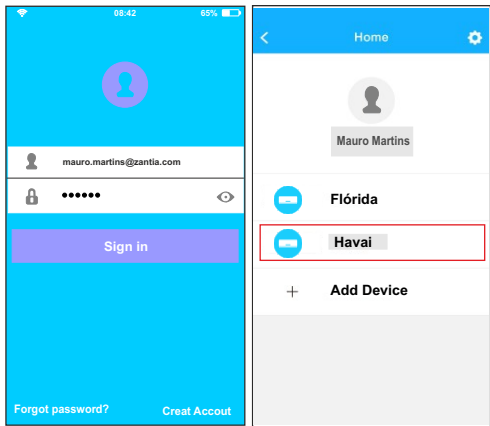 08:42
65%
mauro.martins@zantia.com
Sign in
Forgot password?
Creat Accout
Home
Mauro Martins
Flórida
Havai
Add Device